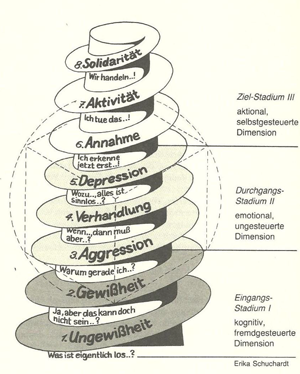 8. Solidarität
Wir handeln..!
7. Aktivität
Ich tue das..!
6. Annahme
Ich erkenne
jetzt erst..!
5. Depression
Wozu..., alles ist
sinnlos..?
4. Verhandlung
Wenn.., dann muß
aber..?
3. Aggression
Warum gerade ich..?
2. Gewißheit
Ja, aber das kann doch
nicht sein..?
1. Ungewißheit
Was ist eigentlich los..?
Ziel-Stadium III
aktional,
selbstgesteuerte
Dimension
Durchgangs-
Stadium II
emotional,
ungesteuerte
Dimension
Eingangs-
Stadium I
kognitiv,
fremdgesteuerte
Dimension
Erika Schuchardt